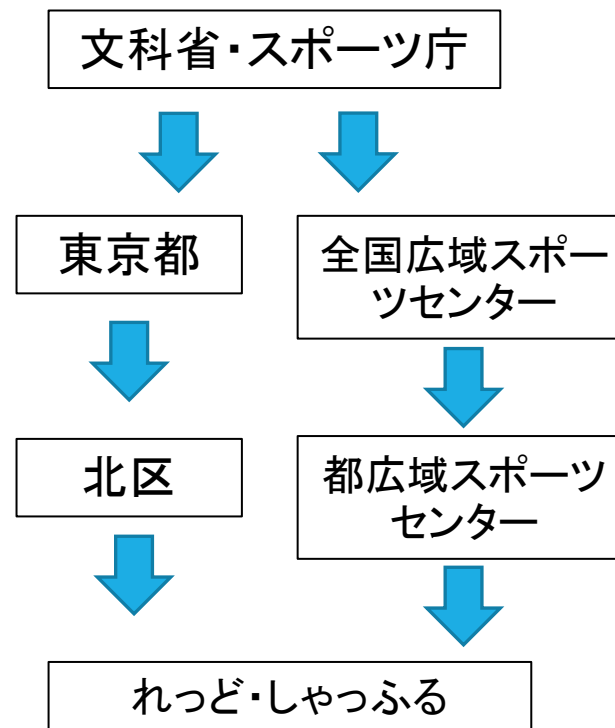 文科省・スポーツ庁
東京都
全国広域スポー
ツセンター
北区
都広域スポーツ
センター
れっど・しゃっふる